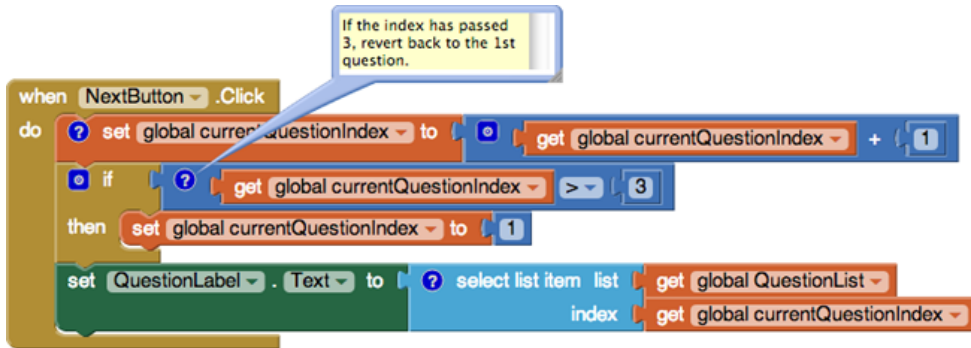 If the index has passed
3, revert back to the 1st
question.
when NextButton .Click
do ? set global currentQuestionIndex to get global currentQuestionIndex + 1
if ? get global currentQuestionIndex > 3
then set global currentQuestionIndex to 1
set QuestionLabel . Text to ? select list item list get global QuestionList
index get global currentQuestionIndex